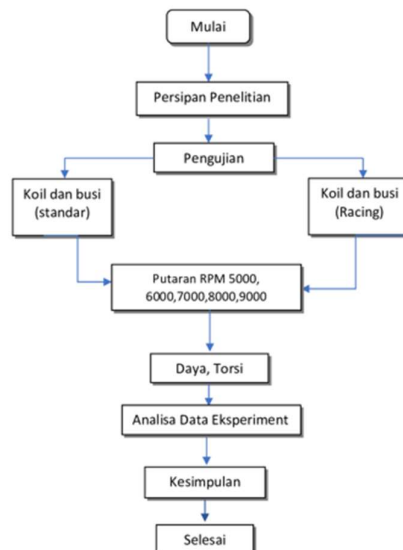 Mulai
Persipan Penelitian
Pengujian
Koil dan busi
(standar)
Koil dan busi
(Racing)
Putaran RPM 5000,
6000,7000,8000,9000
Daya, Torsi
Analisa Data Eksperiment
Kesimpulan
Selesai